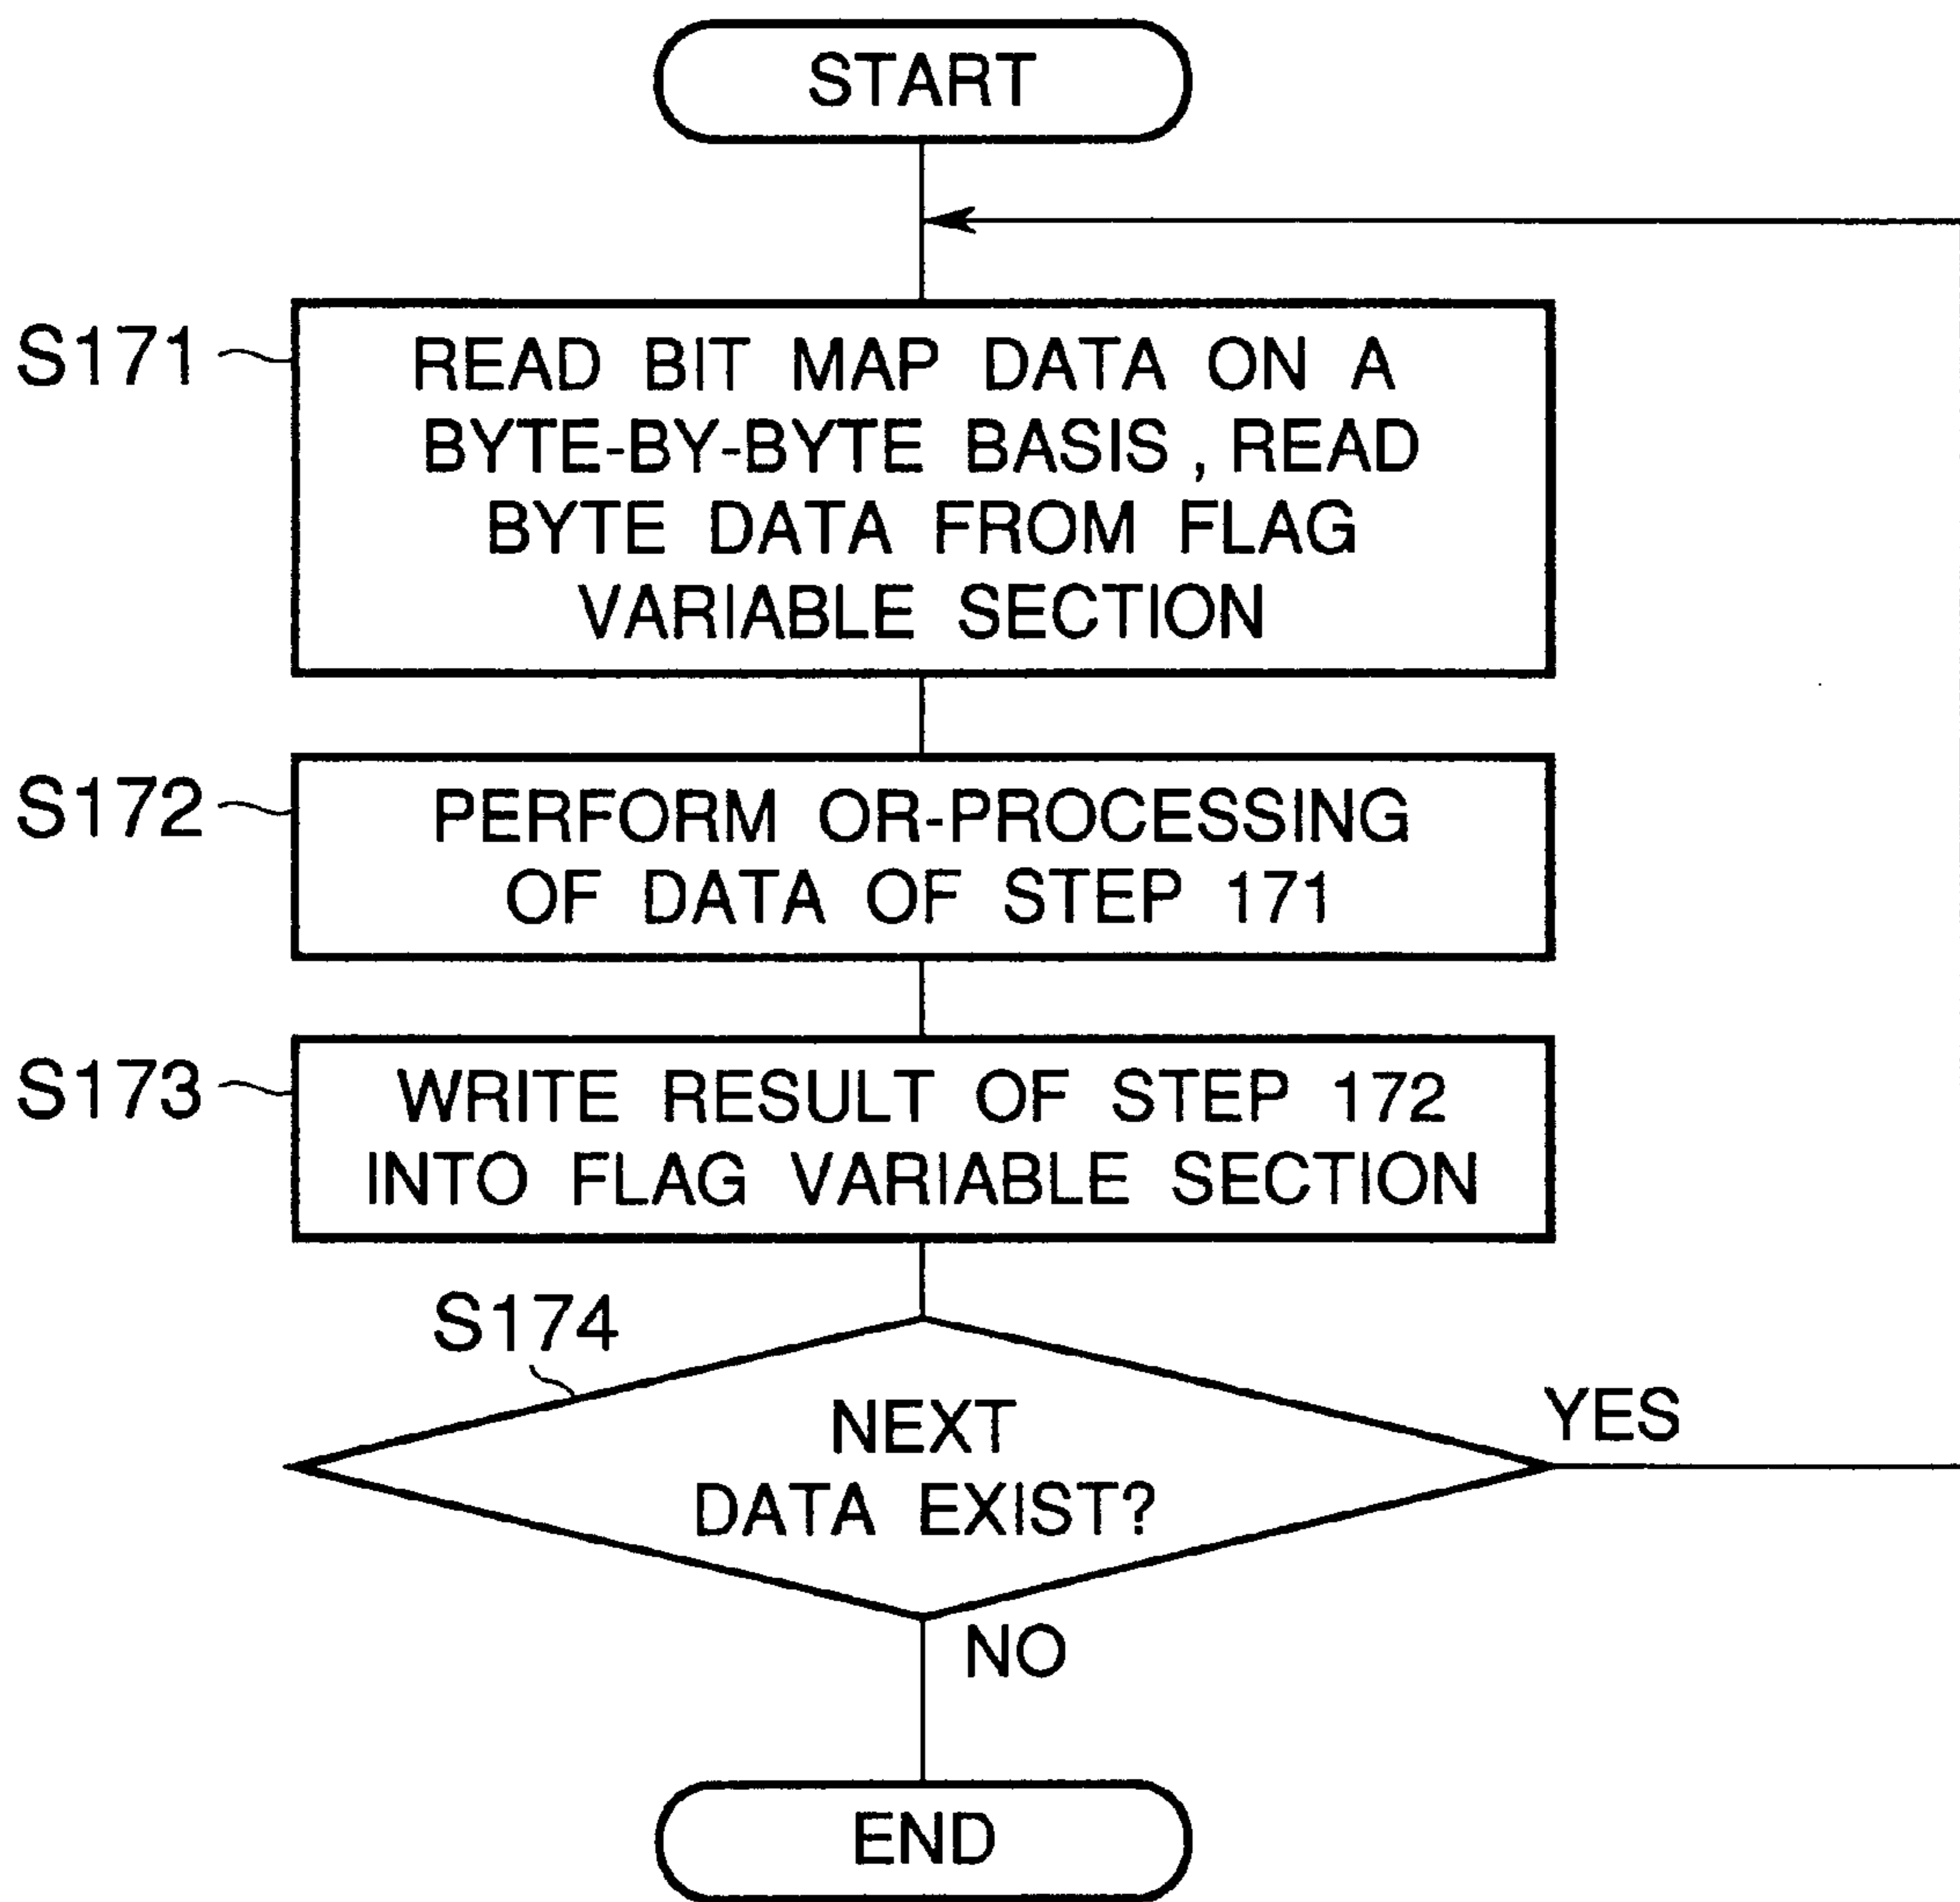 START
S171
READ BIT MAP DATA ON A
BYTE-BY-BYTE BASIS, READ
BYTE DATA FROM FLAG
VARIABLE SECTION
S172
PERFORM OR-PROCESSING
OF DATA OF STEP 171
S173
WRITE RESULT OF STEP 172
INTO FLAG VARIABLE SECTION
S174
NEXT
DATA EXIST?
YES
NO
END